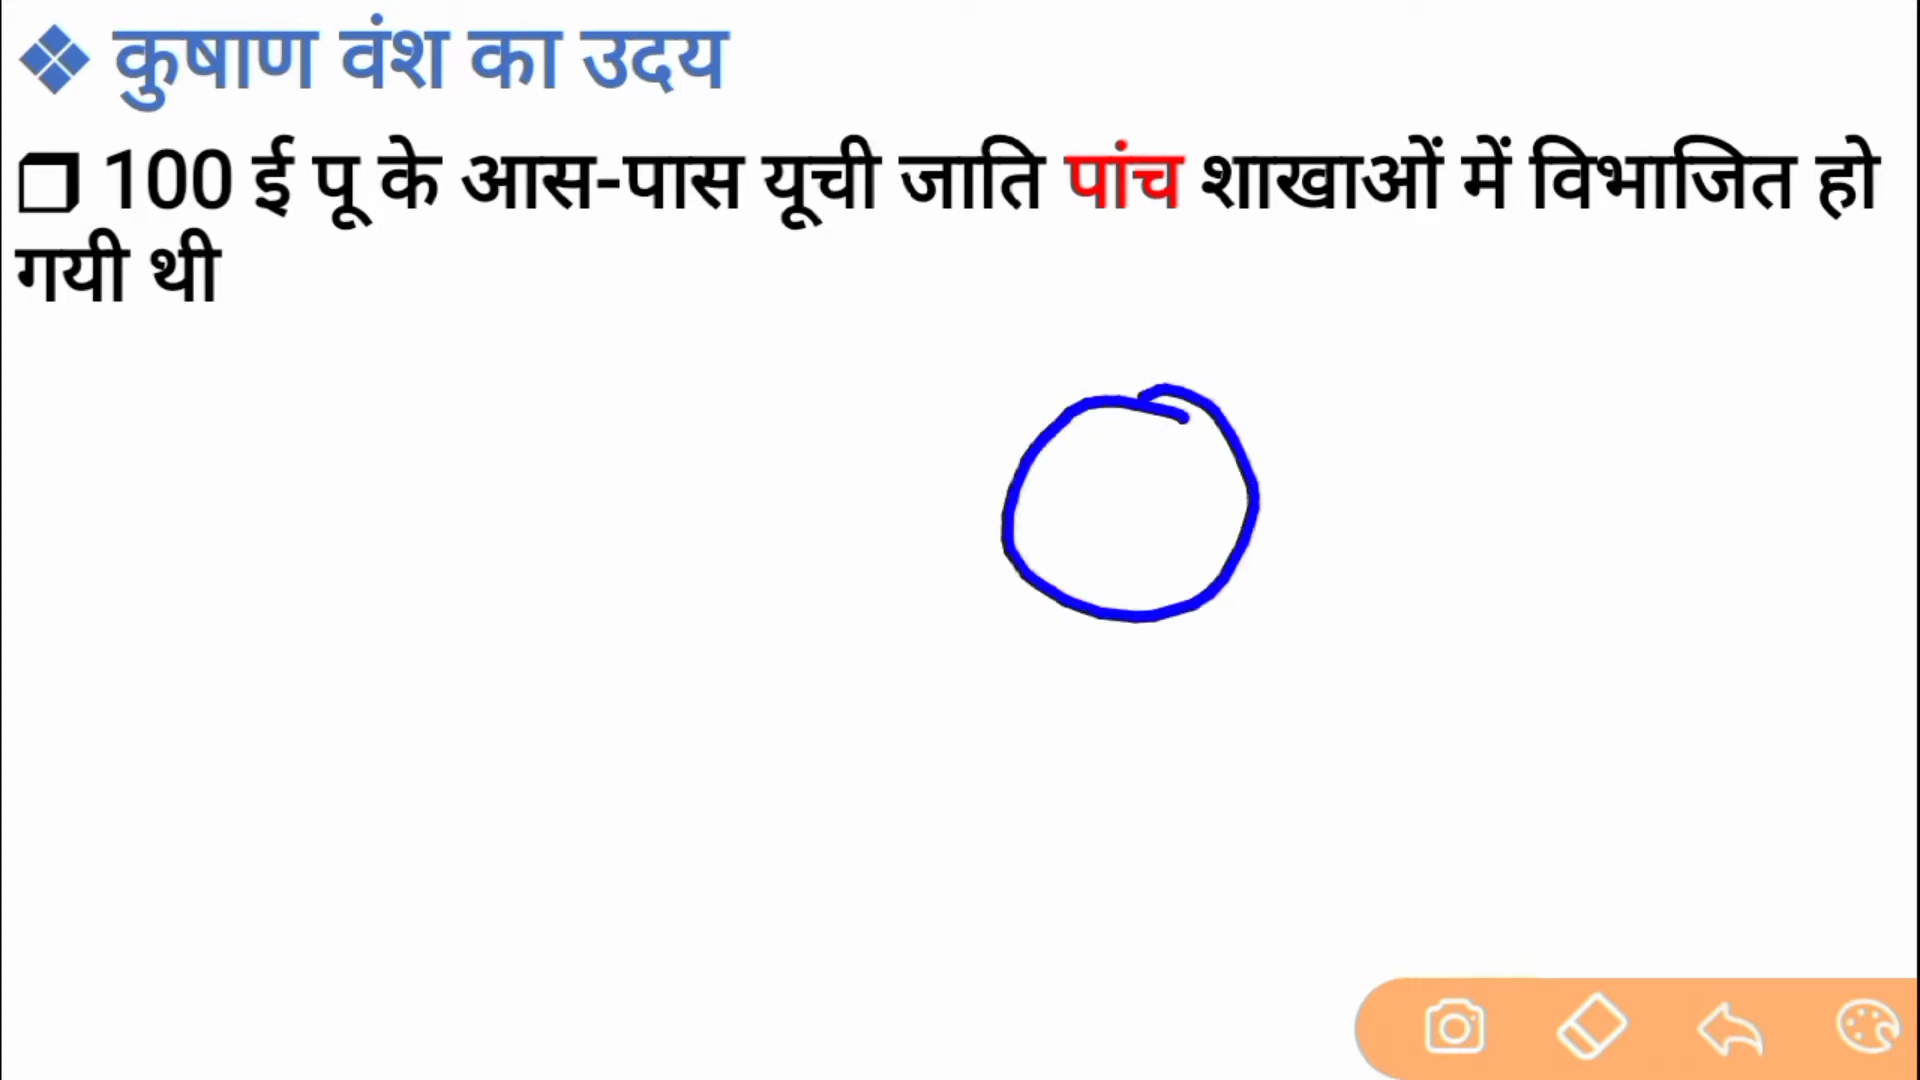 ❖ कुषाण वंश का उदय
❒ 100 ई पू के आस-पास यूची जाति पांच शाखाओं में विभाजित हो
गयी थी